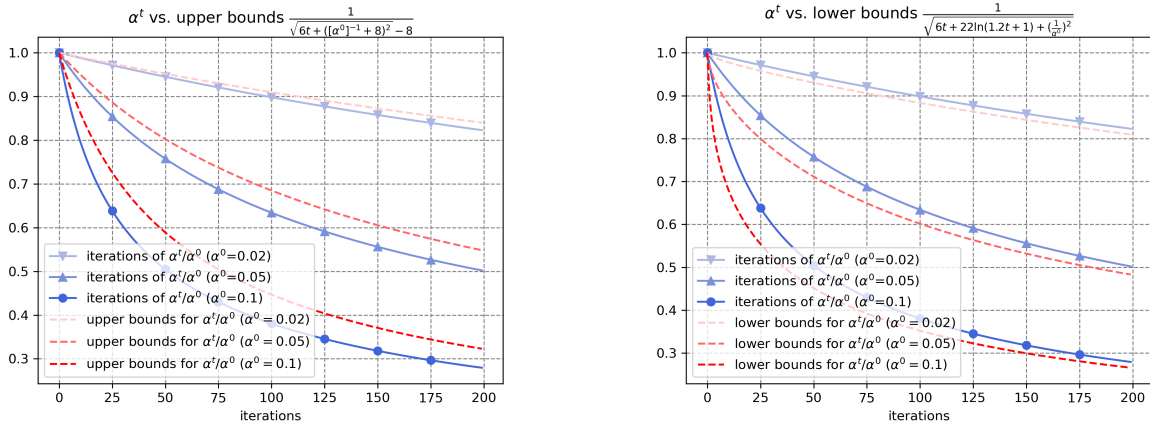 α^t vs. upper bounds 1/(√(6t+([α^0]^{-1}+8)^2)−8)
1.0
0.9
0.8
0.7
0.6
0.5
0.4
0.3
iterations of α^t/α^0 (α^0=0.02)
iterations of α^t/α^0 (α^0=0.05)
iterations of α^t/α^0 (α^0=0.1)
upper bounds for α^t/α^0 (α^0 = 0.02)
upper bounds for α^t/α^0 (α^0 = 0.05)
upper bounds for α^t/α^0 (α^0 = 0.1)
0 25 50 75 100 125 150 175 200
iterations
α^t vs. lower bounds 1/√(6t+22ln(1.2t+1)+(1/α^0)^2)
1.0
0.9
0.8
0.7
0.6
0.5
0.4
0.3
iterations of α^t/α^0 (α^0=0.02)
iterations of α^t/α^0 (α^0=0.05)
iterations of α^t/α^0 (α^0=0.1)
lower bounds for α^t/α^0 (α^0 = 0.02)
lower bounds for α^t/α^0 (α^0 = 0.05)
lower bounds for α^t/α^0 (α^0 = 0.1)
0 25 50 75 100 125 150 175 200
iterations